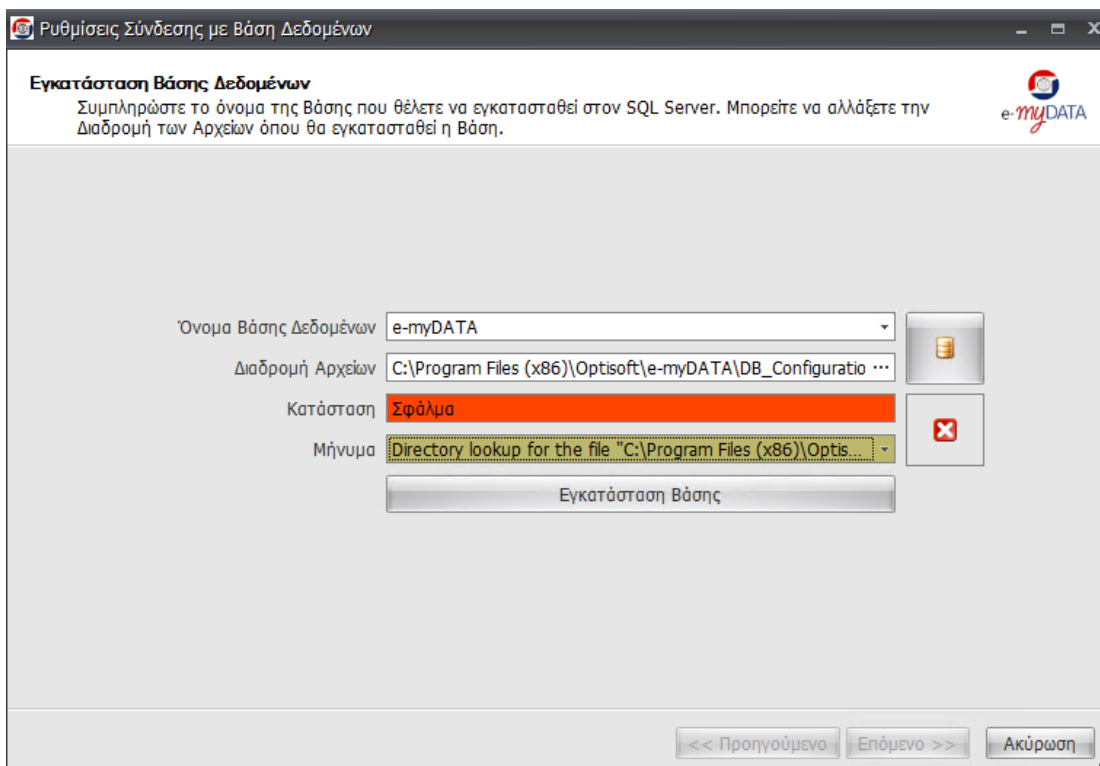 Ρυθμίσεις Σύνδεσης με Βάση Δεδομένων
Εγκατάσταση Βάσης Δεδομένων
Συμπληρώστε το όνομα της Βάσης που θέλετε να εγκατασταθεί στον SQL Server. Μπορείτε να αλλάξετε την
Διαδρομή των Αρχείων όπου θα εγκατασταθεί η Βάση.
e-myDATA
Όνομα Βάσης Δεδομένων e-myDATA
Διαδρομή Αρχείων C:\Program Files (x86)\Optisoft\e-myDATA\DB_Configuratio ...
Κατάσταση Σφάλμα
Μήνυμα Directory lookup for the file "C:\Program Files (x86)\Optis...
Εγκατάσταση Βάσης
<< Προηγούμενο Επόμενο >> Ακύρωση